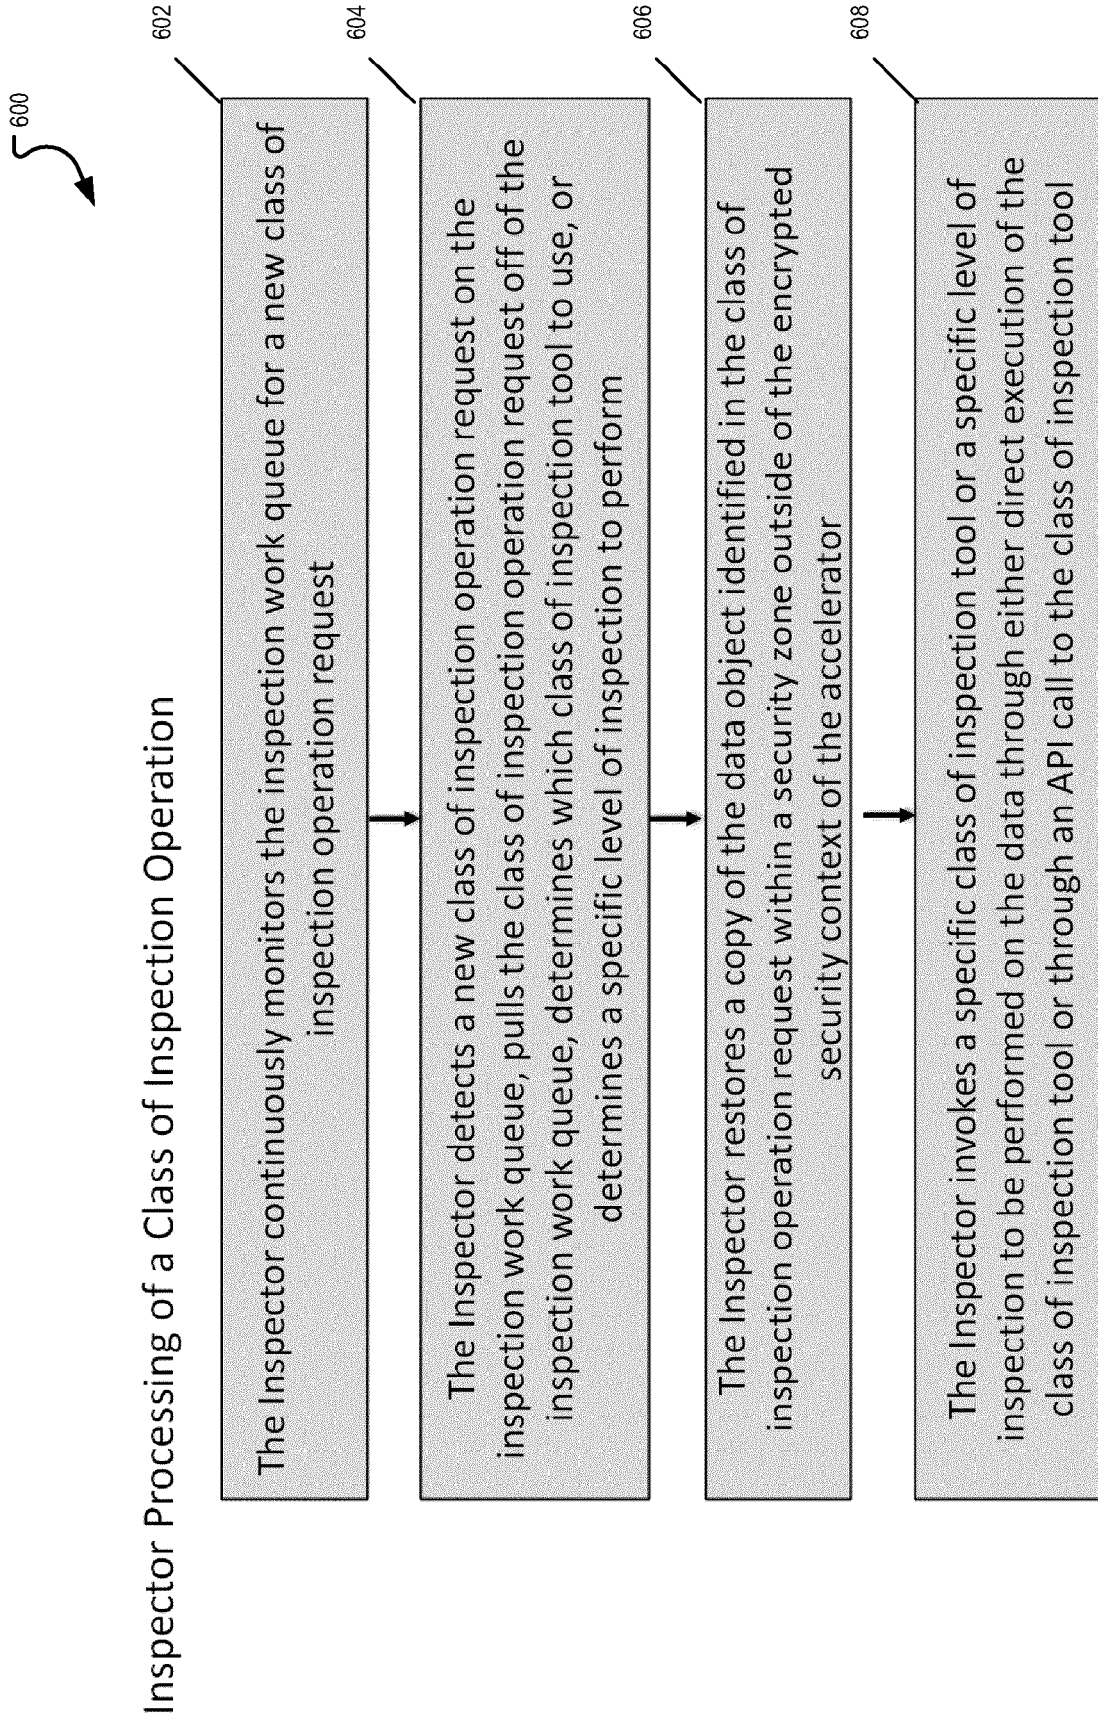 600
Inspector Processing of a Class of Inspection Operation
602
The Inspector continuously monitors the inspection work queue for a new class of
inspection operation request
604
The Inspector detects a new class of inspection operation request on the
inspection work queue, pulls the class of inspection operation request off of the
inspection work queue, determines which class of inspection tool to use, or
determines a specific level of inspection to perform
606
The Inspector restores a copy of the data object identified in the class of
inspection operation request within a security zone outside of the encrypted
security context of the accelerator
608
The Inspector invokes a specific class of inspection tool or a specific level of
inspection to be performed on the data through either direct execution of the
class of inspection tool or through an API call to the class of inspection tool